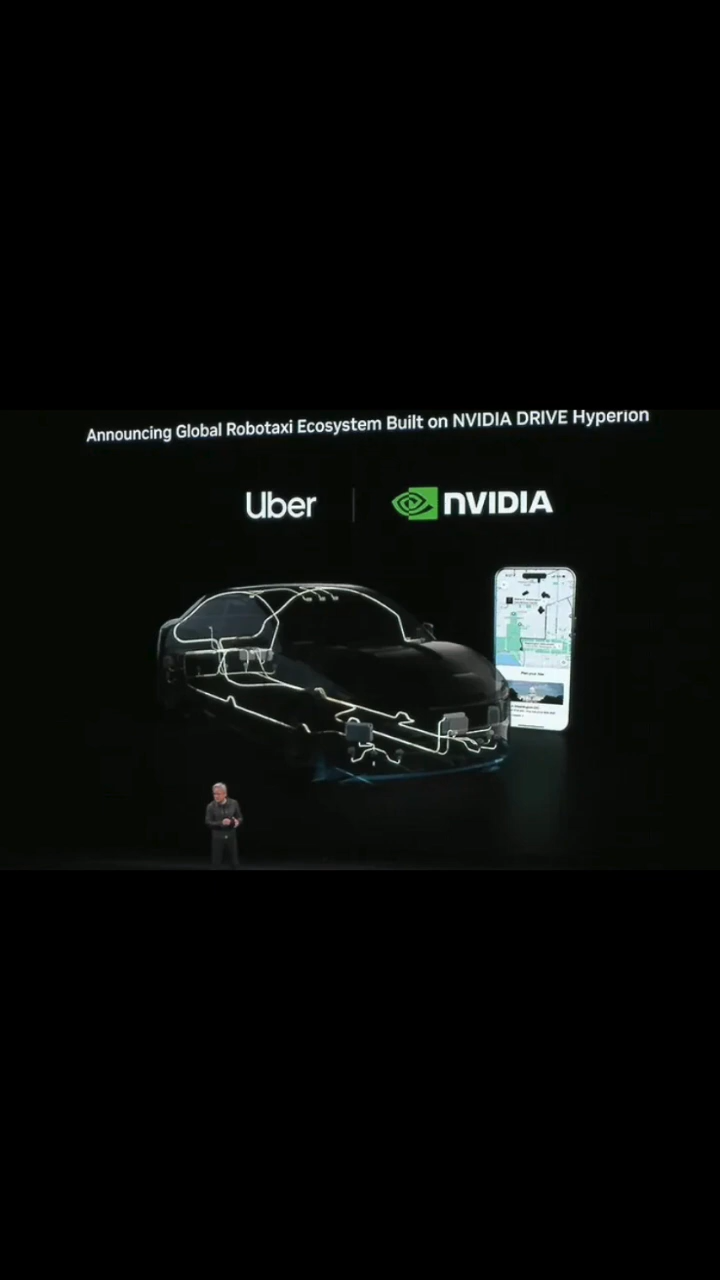 Announcing Global Robotaxi Ecosystem Built on NVIDIA DRIVE Hyperion
Uber
NVIDIA